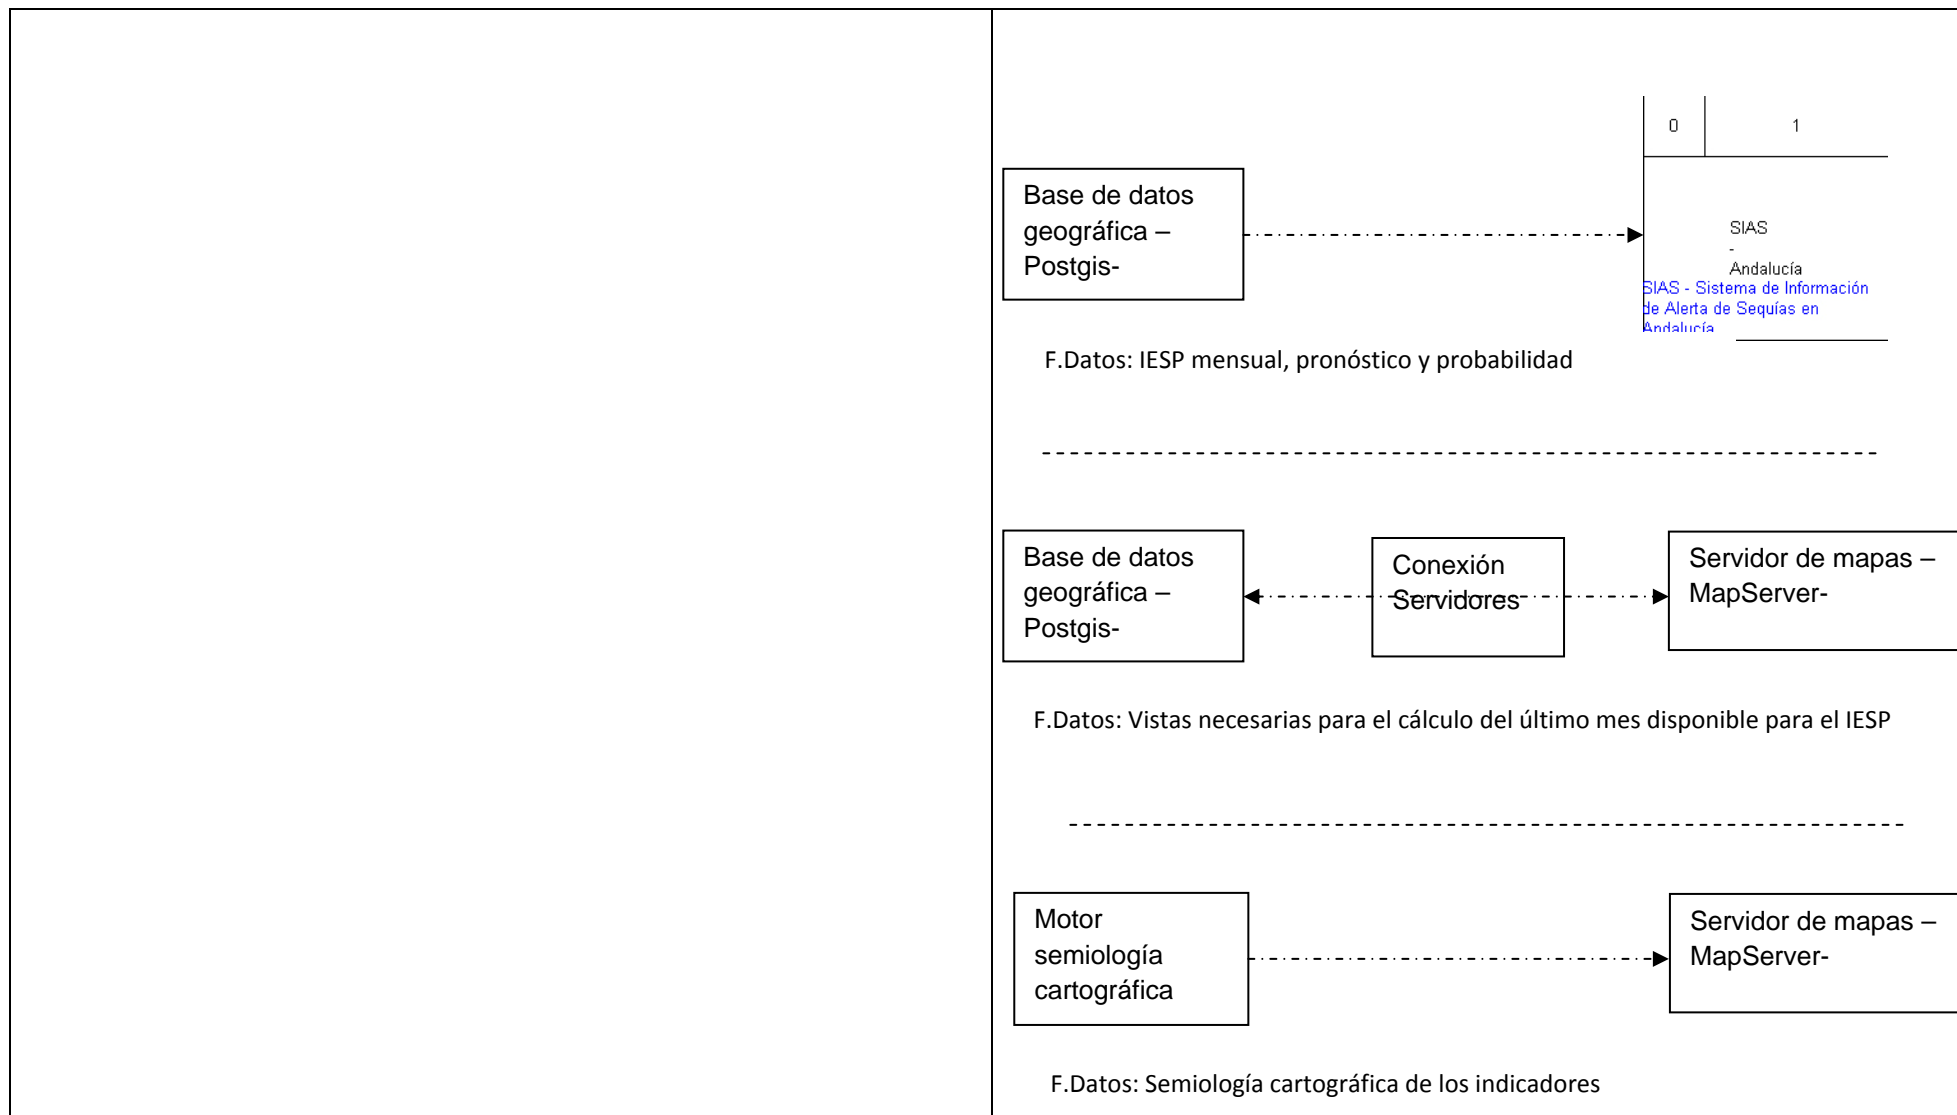 0 1
Base de datos
geográfica –
Postgis-
SIAS
-
Andalucía
SIAS - Sistema de Información
de Alerta de Sequías en
Andalucía
F.Datos: IESP mensual, pronóstico y probabilidad
Base de datos
geográfica –
Postgis-
Conexión
Servidores
Servidor de mapas –
MapServer-
F.Datos: Vistas necesarias para el cálculo del último mes disponible para el IESP
Motor
semiología
cartográfica
Servidor de mapas –
MapServer-
F.Datos: Semiología cartográfica de los indicadores